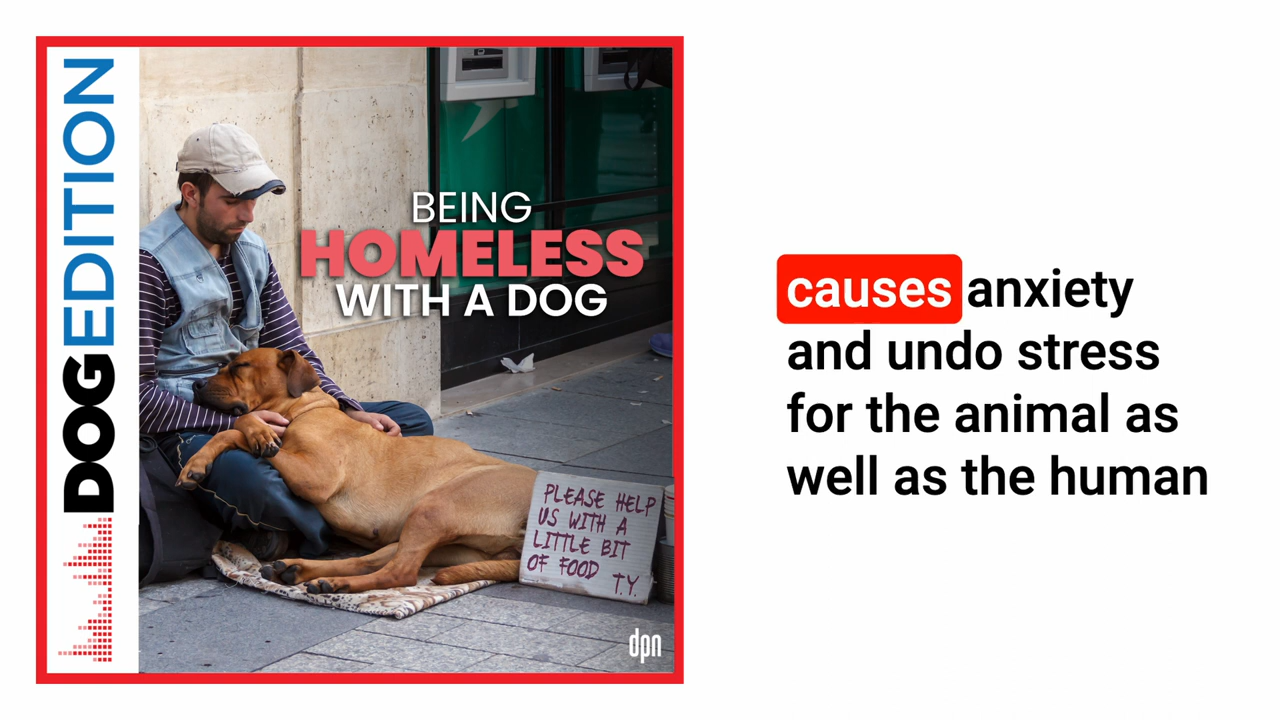 DOGEDITION
BEING
HOMELESS
WITH A DOG
PLEASE HELP
US WITH A
LITTLE BIT
OF FOOD T.Y.
dpn
causes anxiety
and undo stress
for the animal as
well as the human